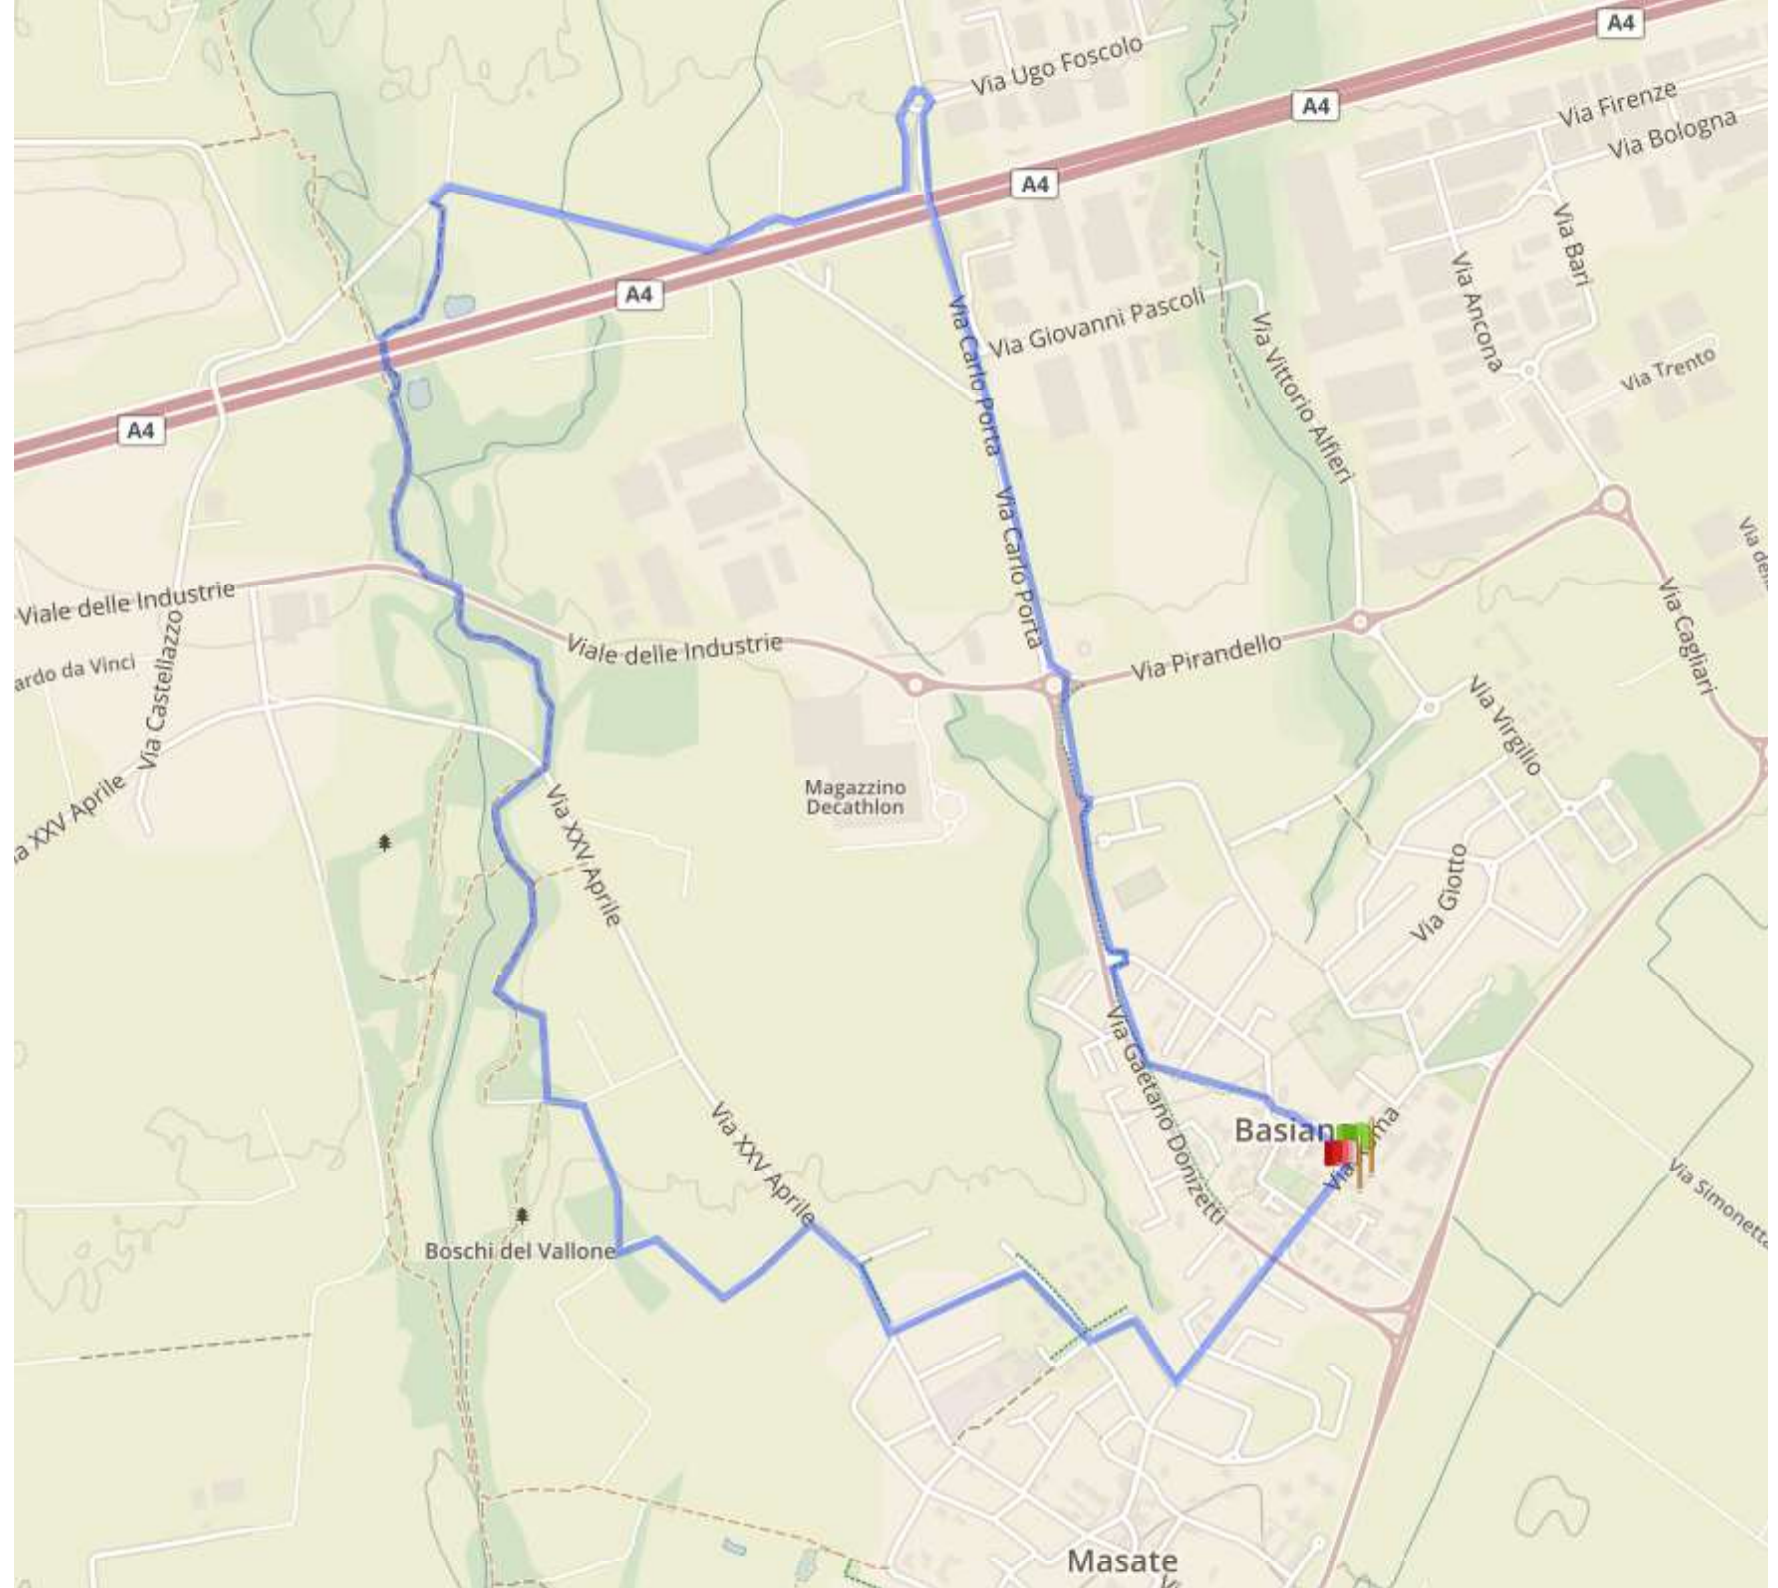 A4
Via Ugo Foscolo
A4
Via Firenze
Via Bologna
A4
Via Bari
A4
Via Ancona
Via Giovanni Pascoli
Via Carlo Porta
Via Vittorio Alfieri
Via Trento
A4
Via Carlo Porta
Viale delle Industrie
Via Castellazzo
ardo da Vinci
Viale delle Industrie
Via Pirandello
Via Cagliari
Via Virgilio
a XXV Aprile
Magazzino
Decathlon
Via XXV Aprile
Via Giotto
Via Gaetano Donizetti
Via XXV Aprile
Basian
Via
ma
Via Simonetta
Boschi del Vallone
Masate